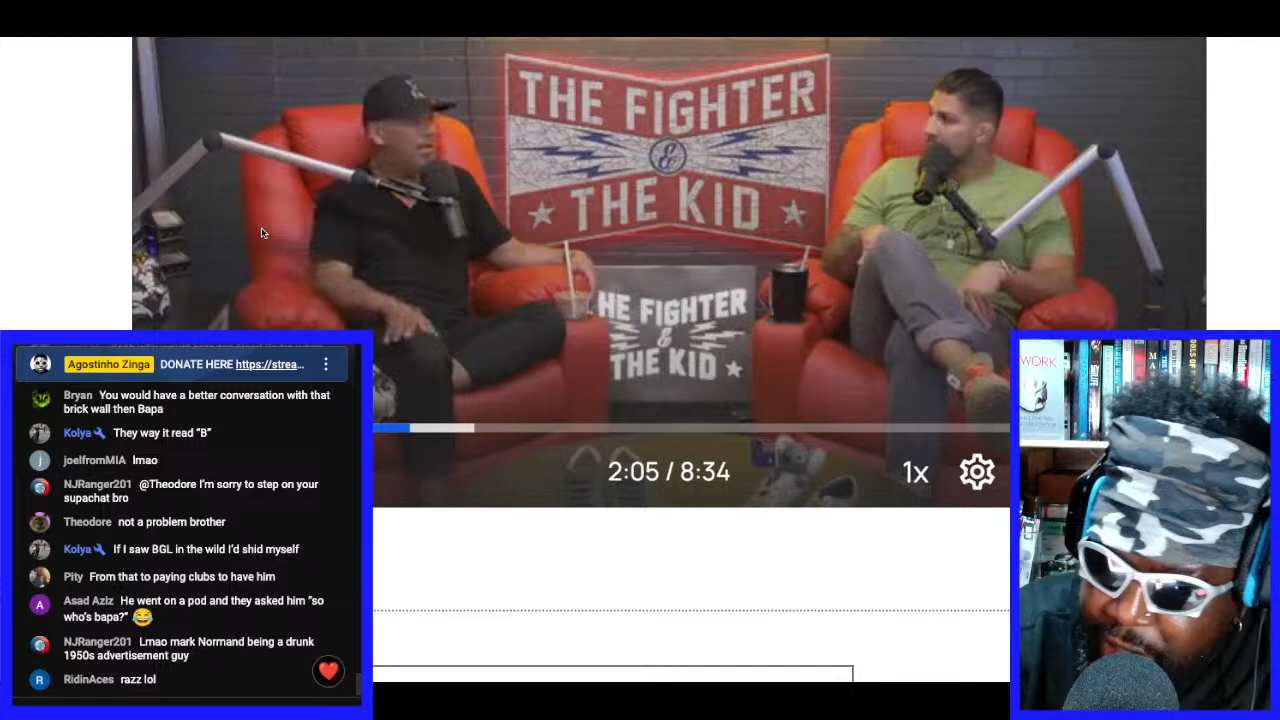 THE FIGHTER
&
THE KID
HE FIGHTER
&
THE KID
2:05 / 8:34
1x
Agostinho Zinga DONATE HERE https://strea...
Bryan You would have a better conversation with that
brick wall then Bapa
Kolya They way it read “B”
joelfromMIA lmao
NJRanger201 @Theodore I’m sorry to step on your
supachat bro
Theodore not a problem brother
Kolya If I saw BGL in the wild I’d shid myself
Pity From that to paying clubs to have him
Asad Aziz He went on a pod and they asked him “so
who’s bapa?”
NJRanger201 Lmao mark Normand being a drunk
1950s advertisement guy
RidinAces razz lol
WORK